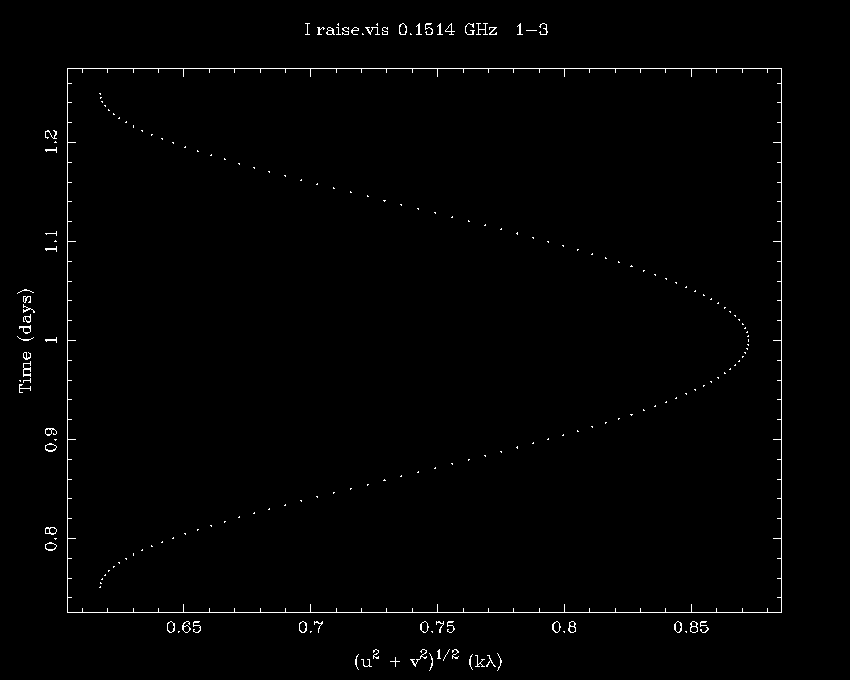 I raise.vis 0.1514 GHz 1−3
1.2
1.1
1
0.9
0.8
Time (days)
0.65 0.7 0.75 0.8 0.85
(u² + v²)¹/² (kλ)